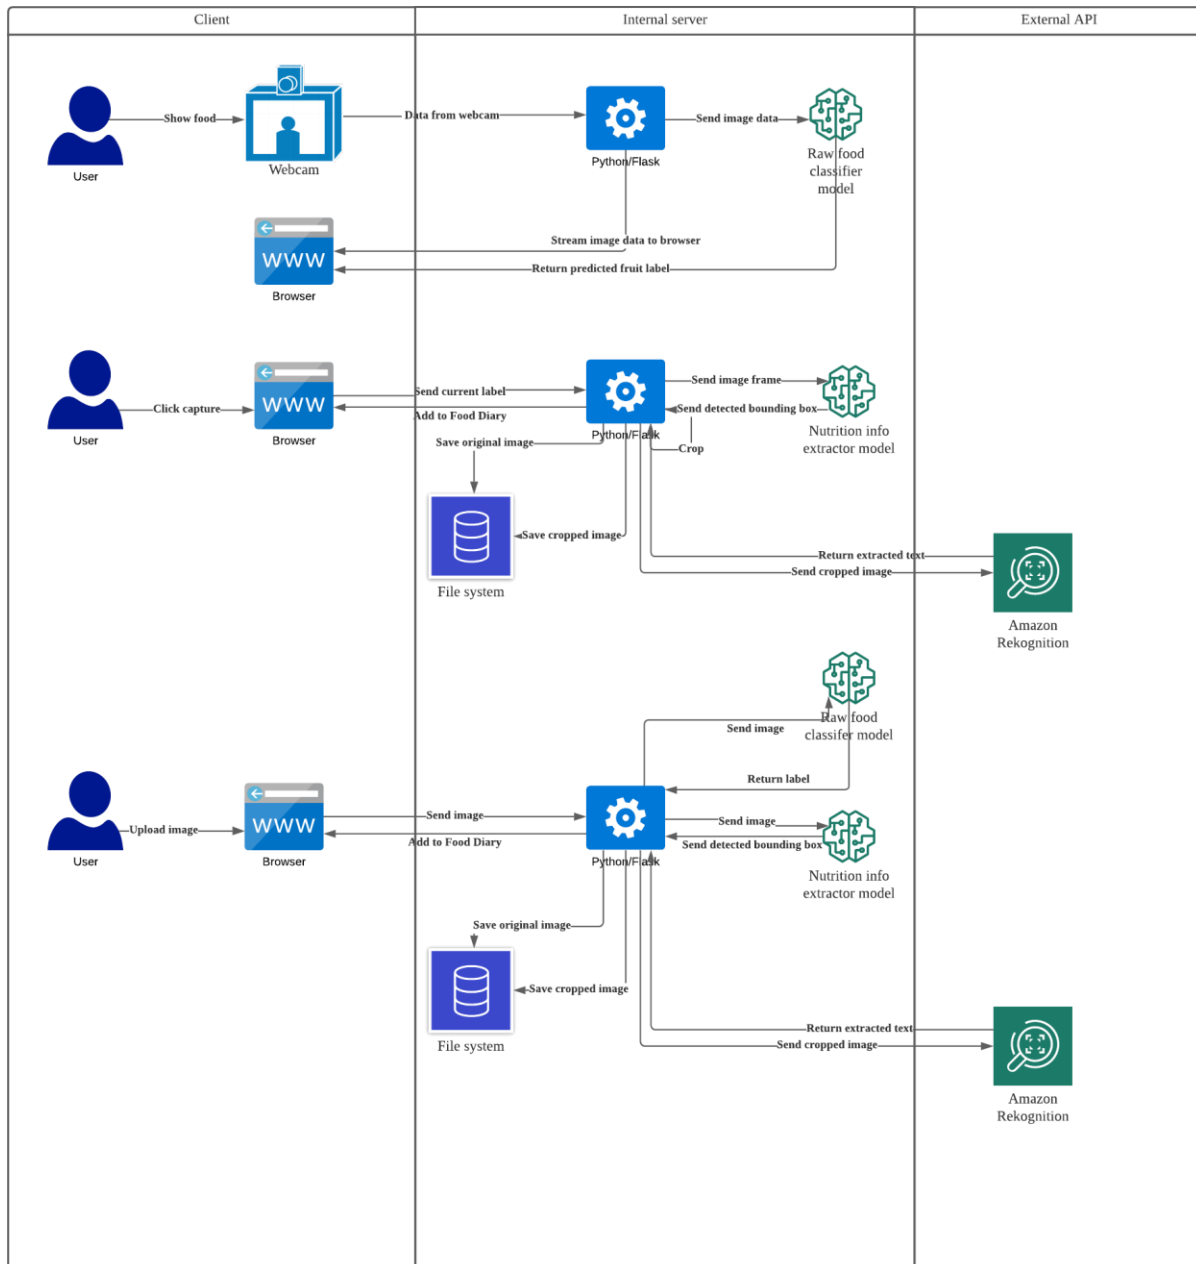 Client
Internal server
External API
Show food
Data from webcam
Send image data
User
Webcam
Python/Flask
Raw food
classifier
model
Stream image data to browser
www
Return predicted fruit label
Browser
Send image frame
Send current label
www
Click capture
Send detected bounding box
Add to Food Diary
User
Browser
Python/Flask
Nutrition info
extractor model
Save original image
Crop
Save cropped image
Return extracted text
Send cropped image
File system
Amazon
Rekognition
Raw food
classifer model
Send image
Return label
Send image
Send image
www
Upload image
Add to Food Diary
Send detected bounding box
User
Browser
Python/Flask
Nutrition info
extractor model
Save original image
Save cropped image
Return extracted text
Send cropped image
File system
Amazon
Rekognition